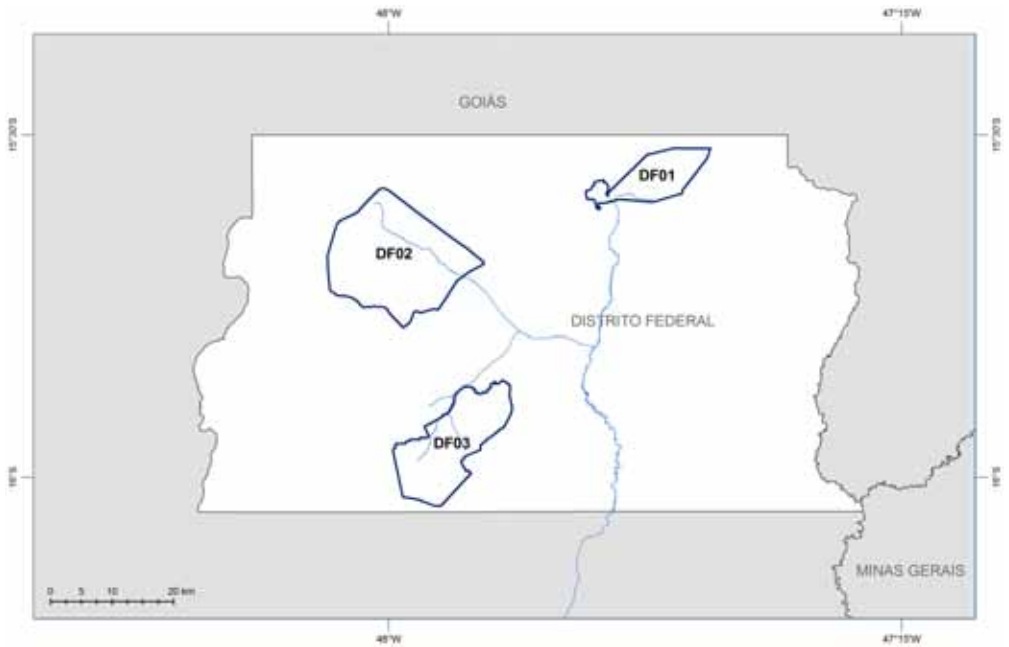 48°W
47°15'W
15°30'S
15°30'S
GOIÁS
DF01
DF02
DISTRITO FEDERAL
DF03
16°S
16°S
MINAS GERAIS
0 5 10 20 km
48°W
47°15'W